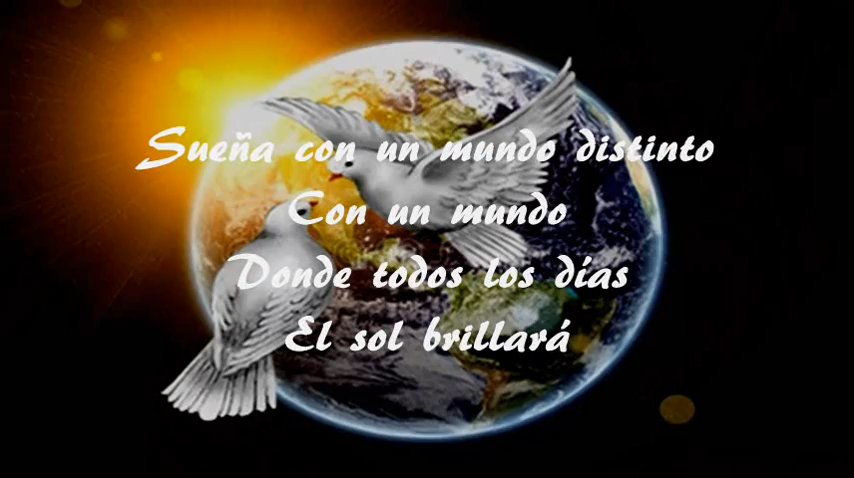 Sueña con un mundo distinto
Con un mundo
Donde todos los días
El sol brillará